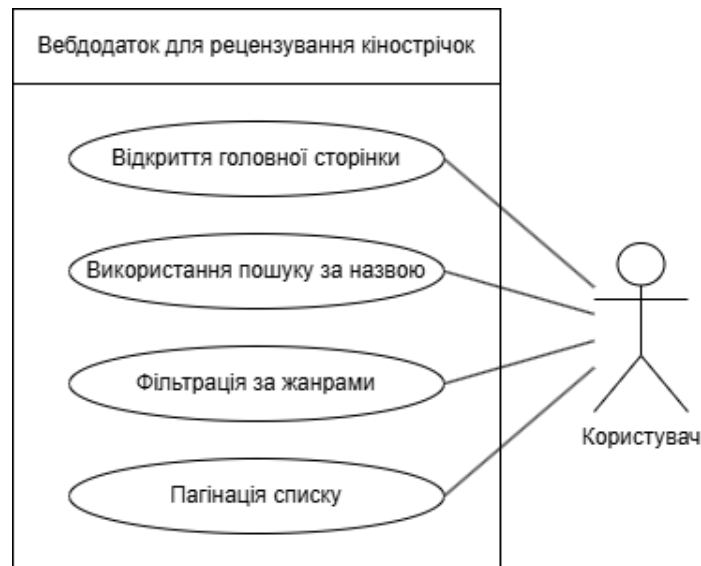 Вебдодаток для рецензування кінострічок
Відкриття головної сторінки
Використання пошуку за назвою
Фільтрація за жанрами
Пагінація списку
Користувач